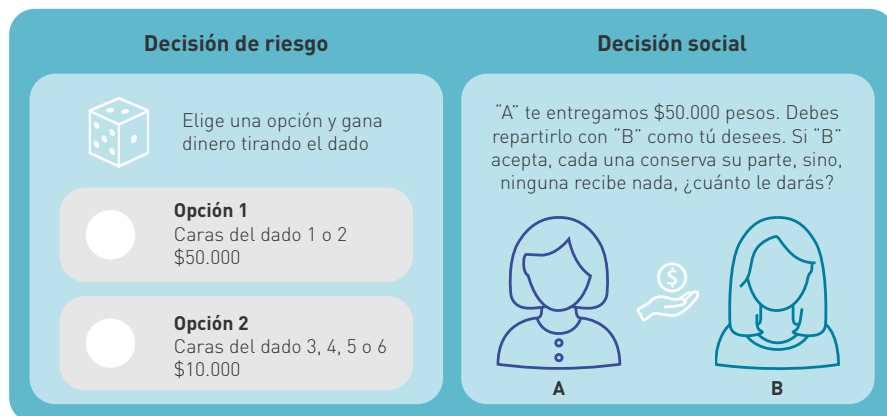 Decisión de riesgo
Elige una opción y gana
dinero tirando el dado
Opción 1
Caras del dado 1 o 2
$50.000
Opción 2
Caras del dado 3, 4, 5 o 6
$10.000
Decisión social
“A” te entregamos $50.000 pesos. Debes
repartirlo con “B” como tú desees. Si “B”
acepta, cada una conserva su parte, sino,
ninguna recibe nada, ¿cuánto le darás?
$
A
B